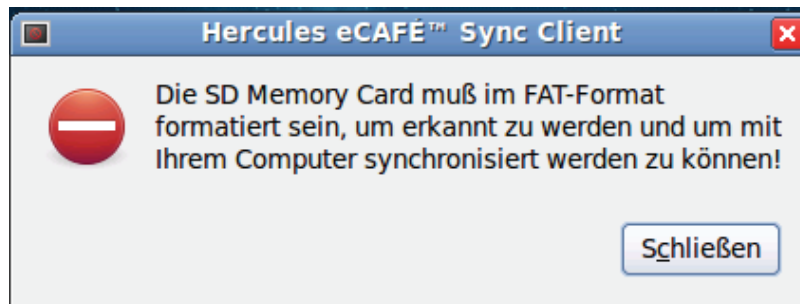 Hercules eCAFÉ™ Sync Client
Die SD Memory Card muß im FAT-Format
formatiert sein, um erkannt zu werden und um mit
Ihrem Computer synchronisiert werden zu können!
Schließen